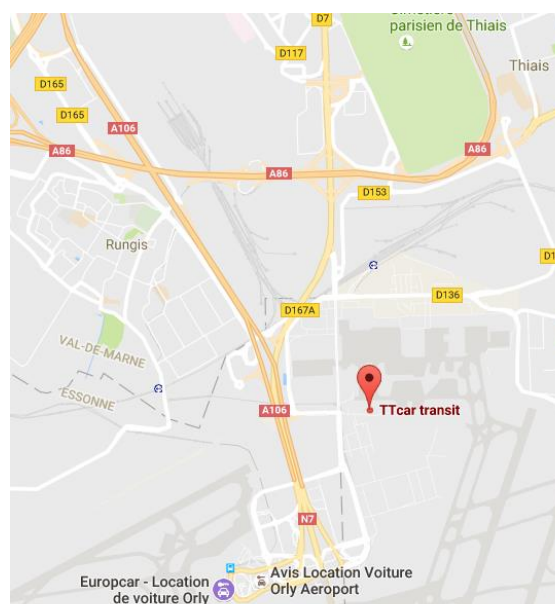 Cimetière
parisien de Thiais
D7
D117
Thiais
D165
D165
A106
A86
A86
A86
D153
Rungis
D1
D136
D167A
VAL-DE-MARNE
ESSONNE
A106
TTcar transit
N7
Avis Location Voiture
Orly Aeroport
Europcar - Location
de voiture Orly